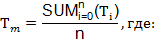 Tₘ = SUMⁿᵢ₌₀(Tᵢ) / n, где: